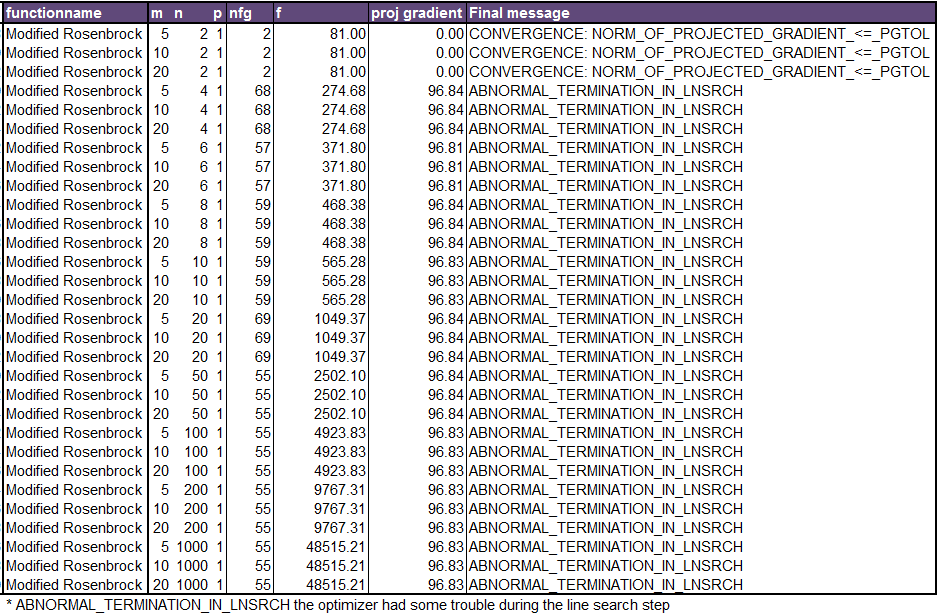 functionname m n p nfg f proj gradient Final message
Modified Rosenbrock 5 2 1 2 81.00 0.00 CONVERGENCE: NORM_OF_PROJECTED_GRADIENT_<=_PGTOL
Modified Rosenbrock 10 2 1 2 81.00 0.00 CONVERGENCE: NORM_OF_PROJECTED_GRADIENT_<=_PGTOL
Modified Rosenbrock 20 2 1 2 81.00 0.00 CONVERGENCE: NORM_OF_PROJECTED_GRADIENT_<=_PGTOL
Modified Rosenbrock 5 4 1 68 274.68 96.84 ABNORMAL_TERMINATION_IN_LNSRCH
Modified Rosenbrock 10 4 1 68 274.68 96.84 ABNORMAL_TERMINATION_IN_LNSRCH
Modified Rosenbrock 20 4 1 68 274.68 96.84 ABNORMAL_TERMINATION_IN_LNSRCH
Modified Rosenbrock 5 6 1 57 371.80 96.81 ABNORMAL_TERMINATION_IN_LNSRCH
Modified Rosenbrock 10 6 1 57 371.80 96.81 ABNORMAL_TERMINATION_IN_LNSRCH
Modified Rosenbrock 20 6 1 57 371.80 96.81 ABNORMAL_TERMINATION_IN_LNSRCH
Modified Rosenbrock 5 8 1 59 468.38 96.84 ABNORMAL_TERMINATION_IN_LNSRCH
Modified Rosenbrock 10 8 1 59 468.38 96.84 ABNORMAL_TERMINATION_IN_LNSRCH
Modified Rosenbrock 20 8 1 59 468.38 96.84 ABNORMAL_TERMINATION_IN_LNSRCH
Modified Rosenbrock 5 10 1 59 565.28 96.83 ABNORMAL_TERMINATION_IN_LNSRCH
Modified Rosenbrock 10 10 1 59 565.28 96.83 ABNORMAL_TERMINATION_IN_LNSRCH
Modified Rosenbrock 20 10 1 59 565.28 96.83 ABNORMAL_TERMINATION_IN_LNSRCH
Modified Rosenbrock 5 20 1 69 1049.37 96.84 ABNORMAL_TERMINATION_IN_LNSRCH
Modified Rosenbrock 10 20 1 69 1049.37 96.84 ABNORMAL_TERMINATION_IN_LNSRCH
Modified Rosenbrock 20 20 1 69 1049.37 96.84 ABNORMAL_TERMINATION_IN_LNSRCH
Modified Rosenbrock 5 50 1 55 2502.10 96.84 ABNORMAL_TERMINATION_IN_LNSRCH
Modified Rosenbrock 10 50 1 55 2502.10 96.84 ABNORMAL_TERMINATION_IN_LNSRCH
Modified Rosenbrock 20 50 1 55 2502.10 96.84 ABNORMAL_TERMINATION_IN_LNSRCH
Modified Rosenbrock 5 100 1 55 4923.83 96.83 ABNORMAL_TERMINATION_IN_LNSRCH
Modified Rosenbrock 10 100 1 55 4923.83 96.83 ABNORMAL_TERMINATION_IN_LNSRCH
Modified Rosenbrock 20 100 1 55 4923.83 96.83 ABNORMAL_TERMINATION_IN_LNSRCH
Modified Rosenbrock 5 200 1 55 9767.31 96.83 ABNORMAL_TERMINATION_IN_LNSRCH
Modified Rosenbrock 10 200 1 55 9767.31 96.83 ABNORMAL_TERMINATION_IN_LNSRCH
Modified Rosenbrock 20 200 1 55 9767.31 96.83 ABNORMAL_TERMINATION_IN_LNSRCH
Modified Rosenbrock 5 1000 1 55 48515.21 96.83 ABNORMAL_TERMINATION_IN_LNSRCH
Modified Rosenbrock 10 1000 1 55 48515.21 96.83 ABNORMAL_TERMINATION_IN_LNSRCH
Modified Rosenbrock 20 1000 1 55 48515.21 96.83 ABNORMAL_TERMINATION_IN_LNSRCH
* ABNORMAL_TERMINATION_IN_LNSRCH the optimizer had some trouble during the line search step